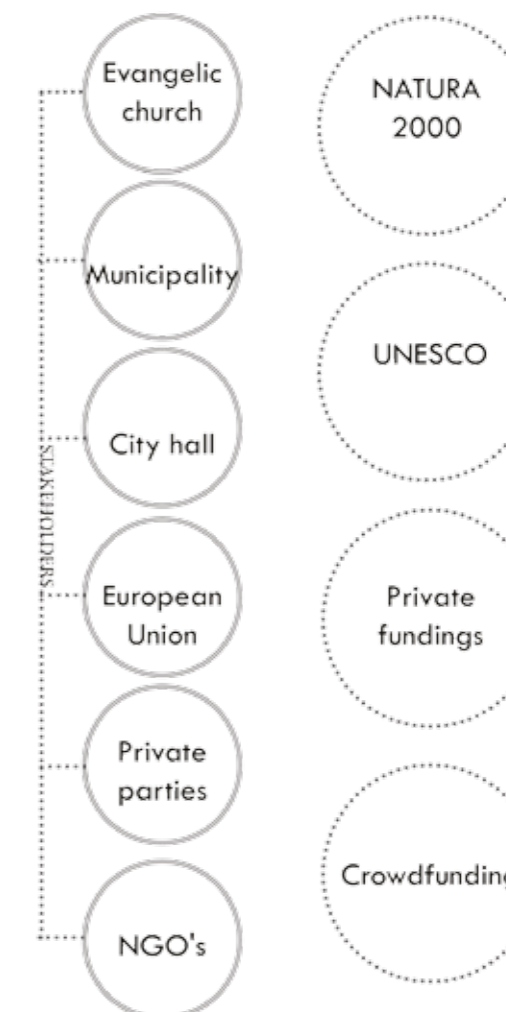 Evangelic
church
Municipality
City hall
STAKEHOLDERS
European
Union
Private
parties
NGO's
NATURA
2000
UNESCO
Private
fundings
Crowdfunding